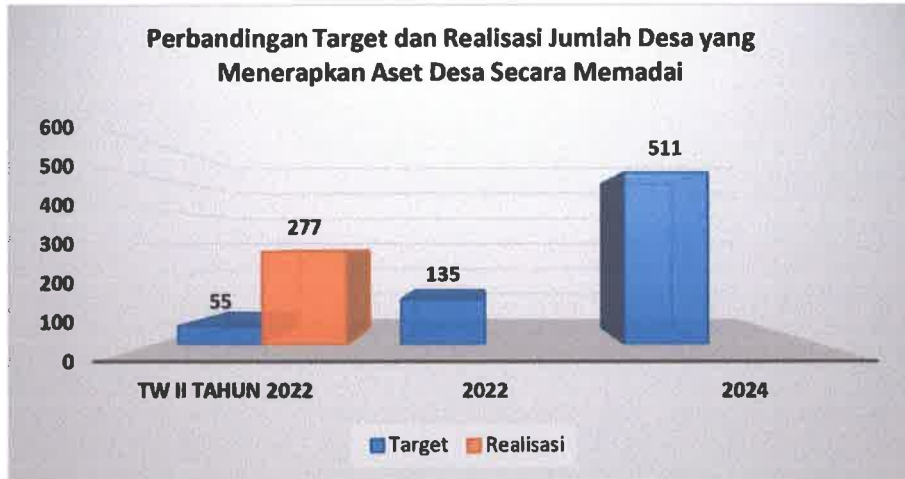 Perbandingan Target dan Realisasi Jumlah Desa yang
Menerapkan Aset Desa Secara Memadai
600
500
400
300
200
100
0
55
277
135
511
TW II TAHUN 2022
2022
2024
Target
Realisasi